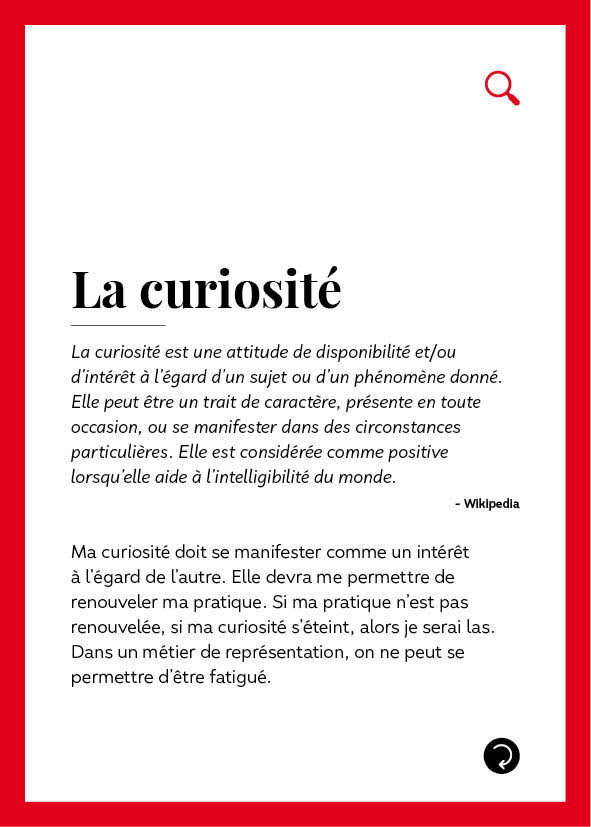 La curiosité
La curiosité est une attitude de disponibilité et/ou
d’intérêt à l’égard d’un sujet ou d’un phénomène donné.
Elle peut être un trait de caractère, présente en toute
occasion, ou se manifester dans des circonstances
particulières. Elle est considérée comme positive
lorsqu’elle aide à l’intelligibilité du monde.
- Wikipedia
Ma curiosité doit se manifester comme un intérêt
à l’égard de l’autre. Elle devra me permettre de
renouveler ma pratique. Si ma pratique n’est pas
renouvelée, si ma curiosité s’éteint, alors je serai las.
Dans un métier de représentation, on ne peut se
permettre d’être fatigué.